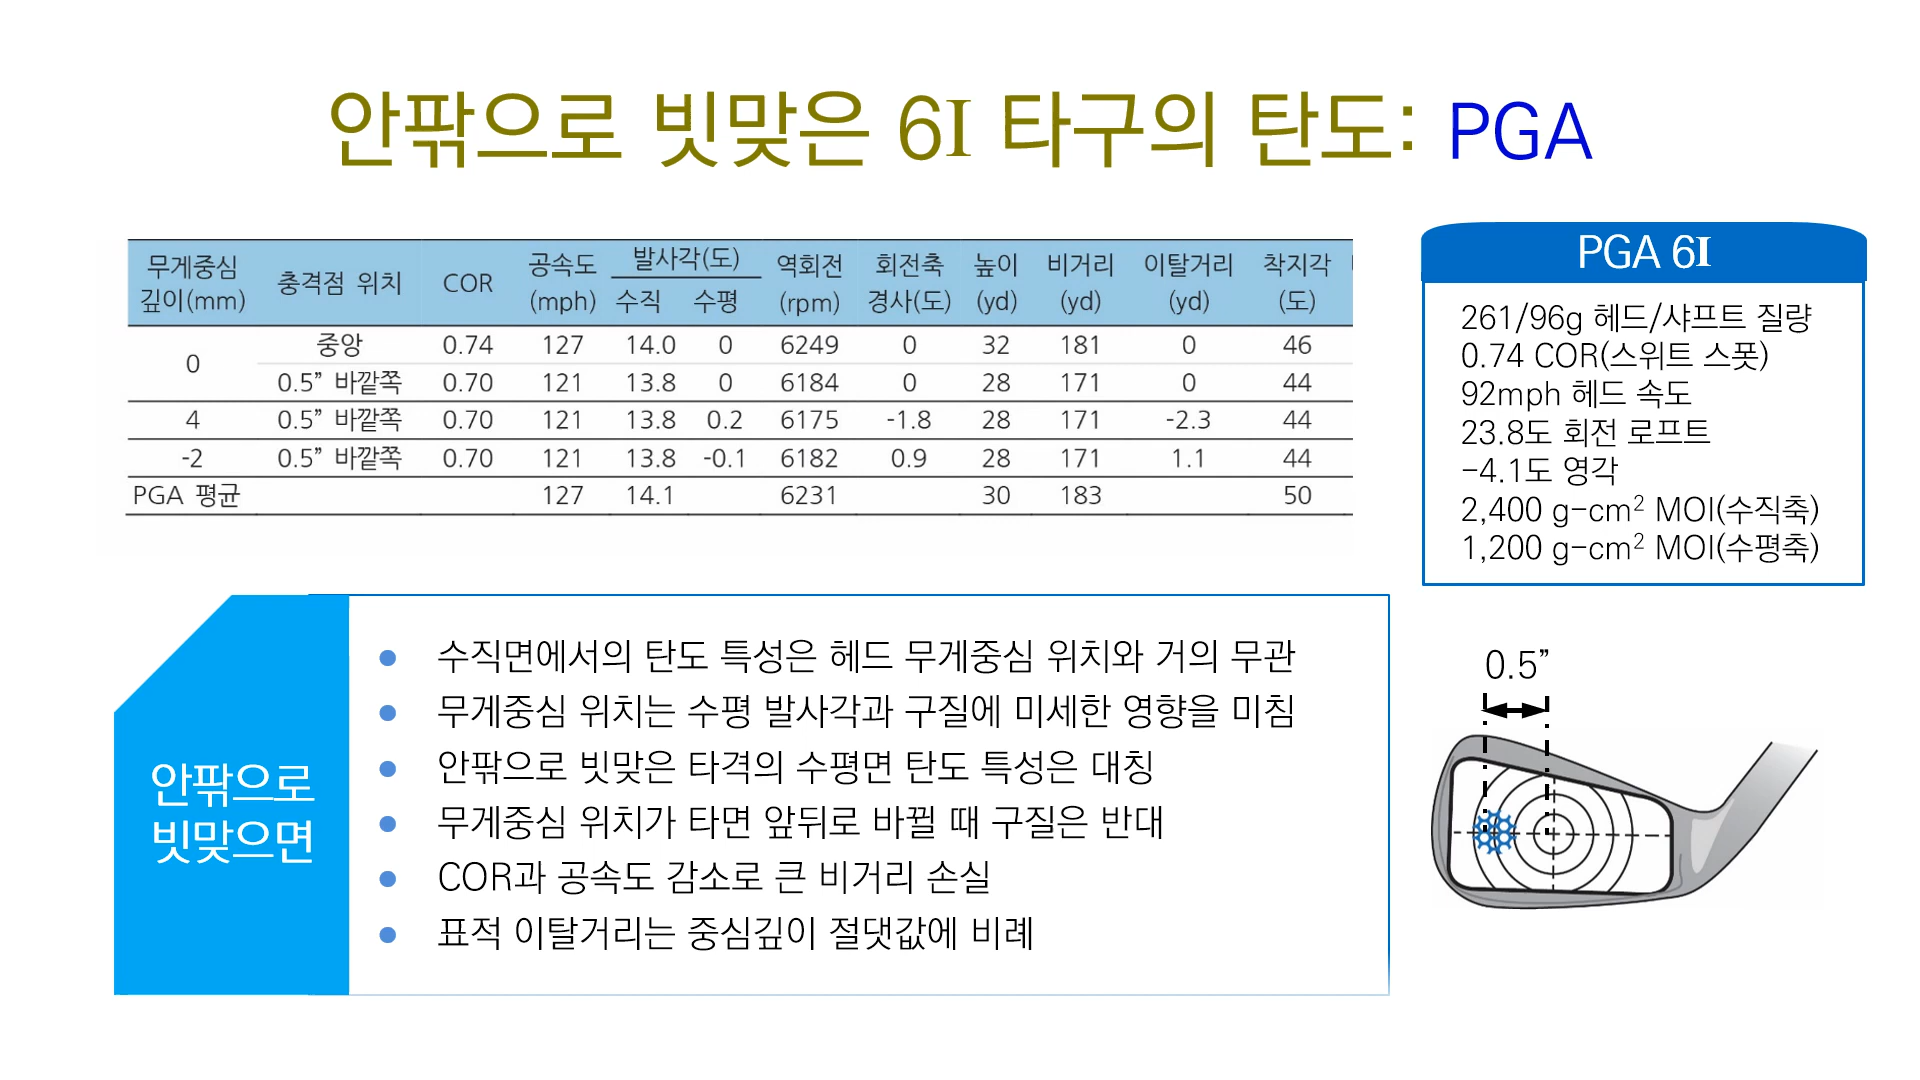 안팎으로 빗맞은 6I 타구의 탄도: PGA
무게중심 깊이(mm) 충격점 위치 COR 공속도 (mph) 발사각(도) 수직 수평 역회전 (rpm) 회전축 경사(도) 높이 (yd) 비거리 (yd) 이탈거리 (yd) 착지각 (도)
0 중앙 0.74 127 14.0 0 6249 0 32 181 0 46
0.5” 바깥쪽 0.70 121 13.8 0 6184 0 28 171 0 44
4 0.5” 바깥쪽 0.70 121 13.8 0.2 6175 -1.8 28 171 -2.3 44
-2 0.5” 바깥쪽 0.70 121 13.8 -0.1 6182 0.9 28 171 1.1 44
PGA 평균 127 14.1 6231 30 183 50
PGA 6I
261/96g 헤드/샤프트 질량
0.74 COR(스위트 스폿)
92mph 헤드 속도
23.8도 회전 로프트
-4.1도 영각
2,400 g-cm² MOI(수직축)
1,200 g-cm² MOI(수평축)
안팎으로
빗맞으면
● 수직면에서의 탄도 특성은 헤드 무게중심 위치와 거의 무관
● 무게중심 위치는 수평 발사각과 구질에 미세한 영향을 미침
● 안팎으로 빗맞은 타격의 수평면 탄도 특성은 대칭
● 무게중심 위치가 타면 앞뒤로 바뀔 때 구질은 반대
● COR과 공속도 감소로 큰 비거리 손실
● 표적 이탈거리는 중심깊이 절댓값에 비례
0.5”